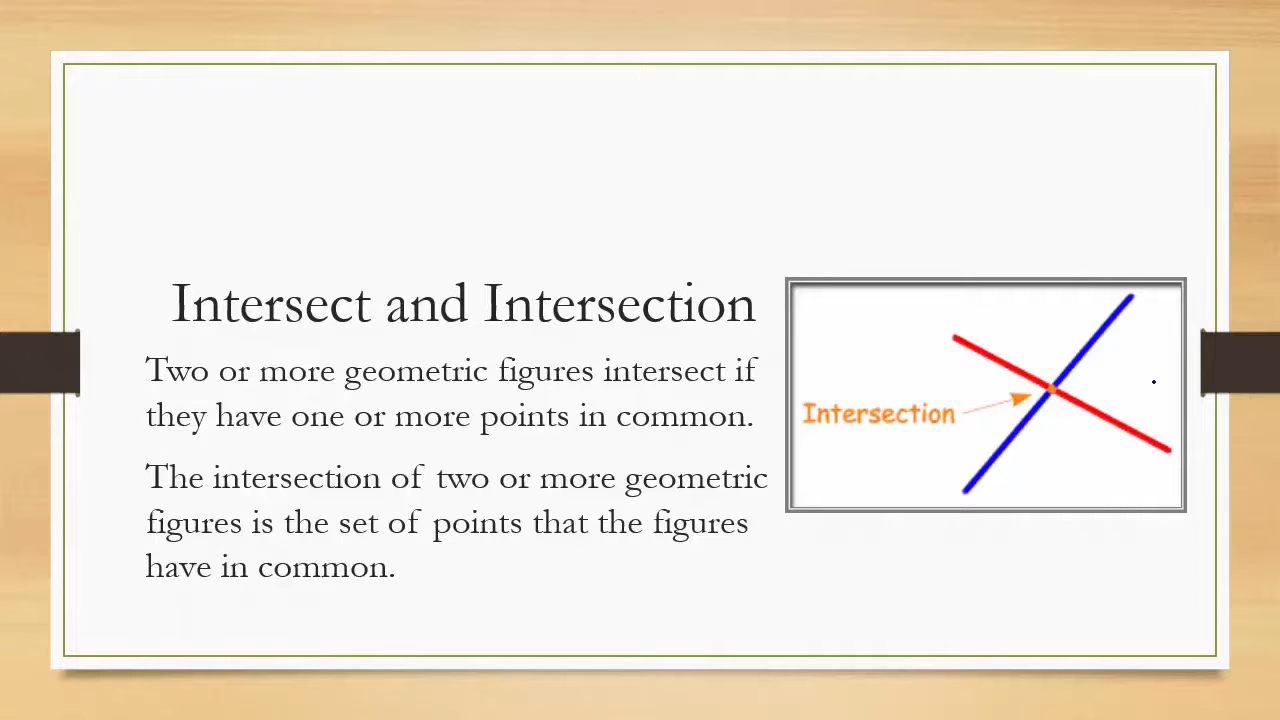 Intersect and Intersection
Two or more geometric figures intersect if
they have one or more points in common.
The intersection of two or more geometric
figures is the set of points that the figures
have in common.
Intersection